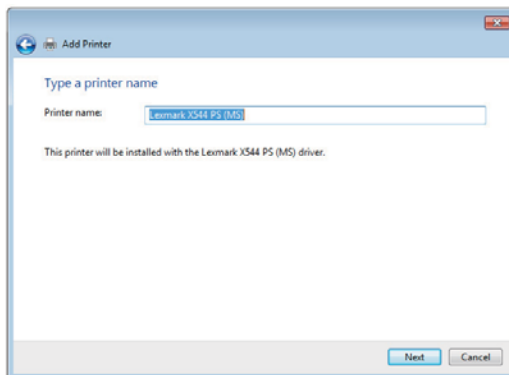 Add Printer
Type a printer name
Printer name: Lexmark X544 PS (MS)
This printer will be installed with the Lexmark X544 PS (MS) driver.
Next Cancel